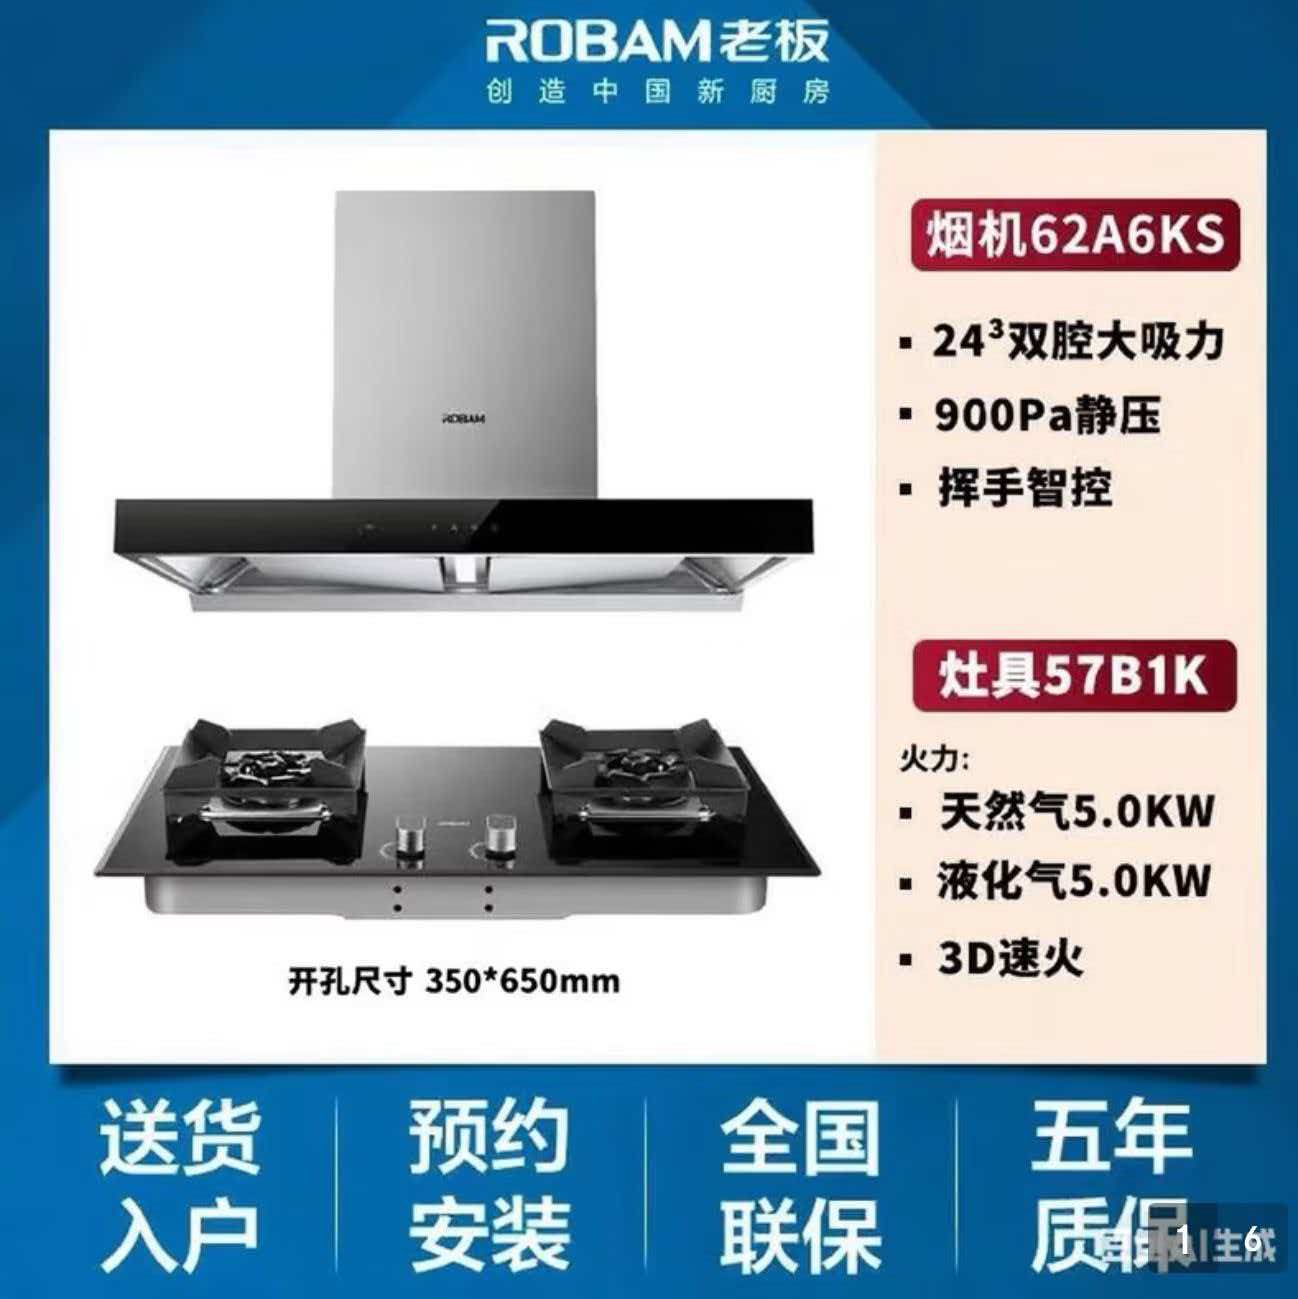 ROBAM老板
创造中国新厨房
ROBAM
烟机62A6KS
24³双腔大吸力
900Pa静压
挥手智控
灶具57B1K
火力:
天然气5.0KW
液化气5.0KW
3D速火
开孔尺寸 350*650mm
送货
入户
预约
安装
全国
联保
五年
质保
AI生成
1 6